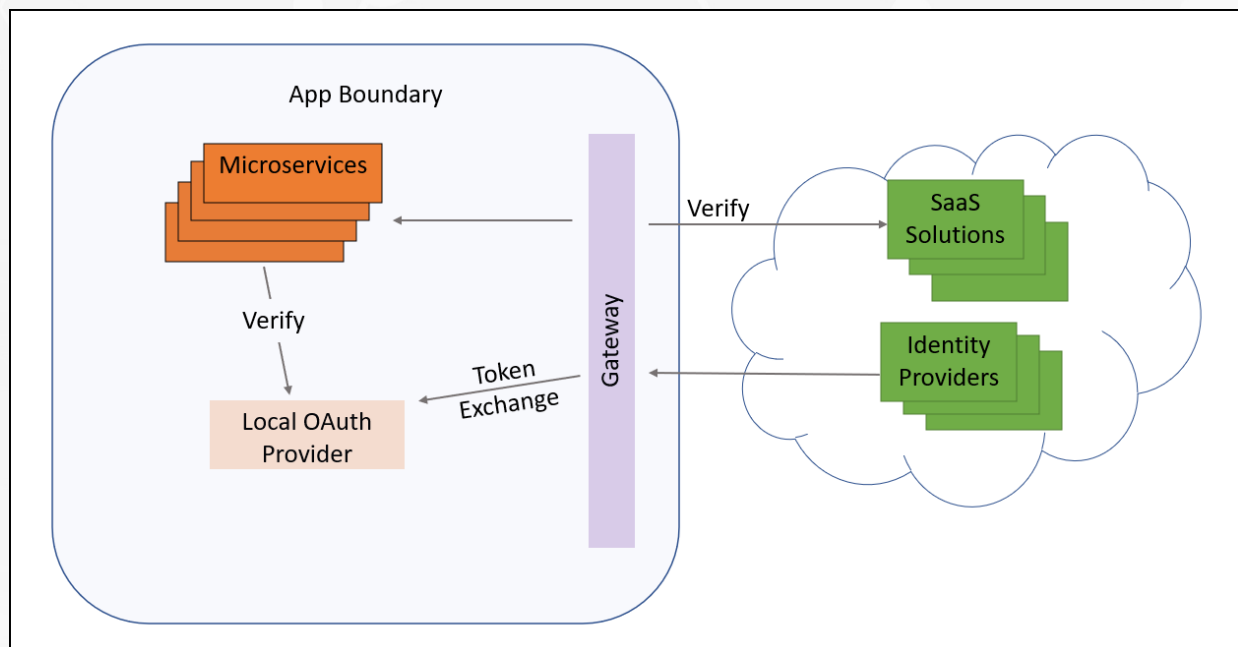 App Boundary
Microservices
Verify
Local OAuth
Provider
Token
Exchange
Gateway
Verify
SaaS
Solutions
Identity
Providers